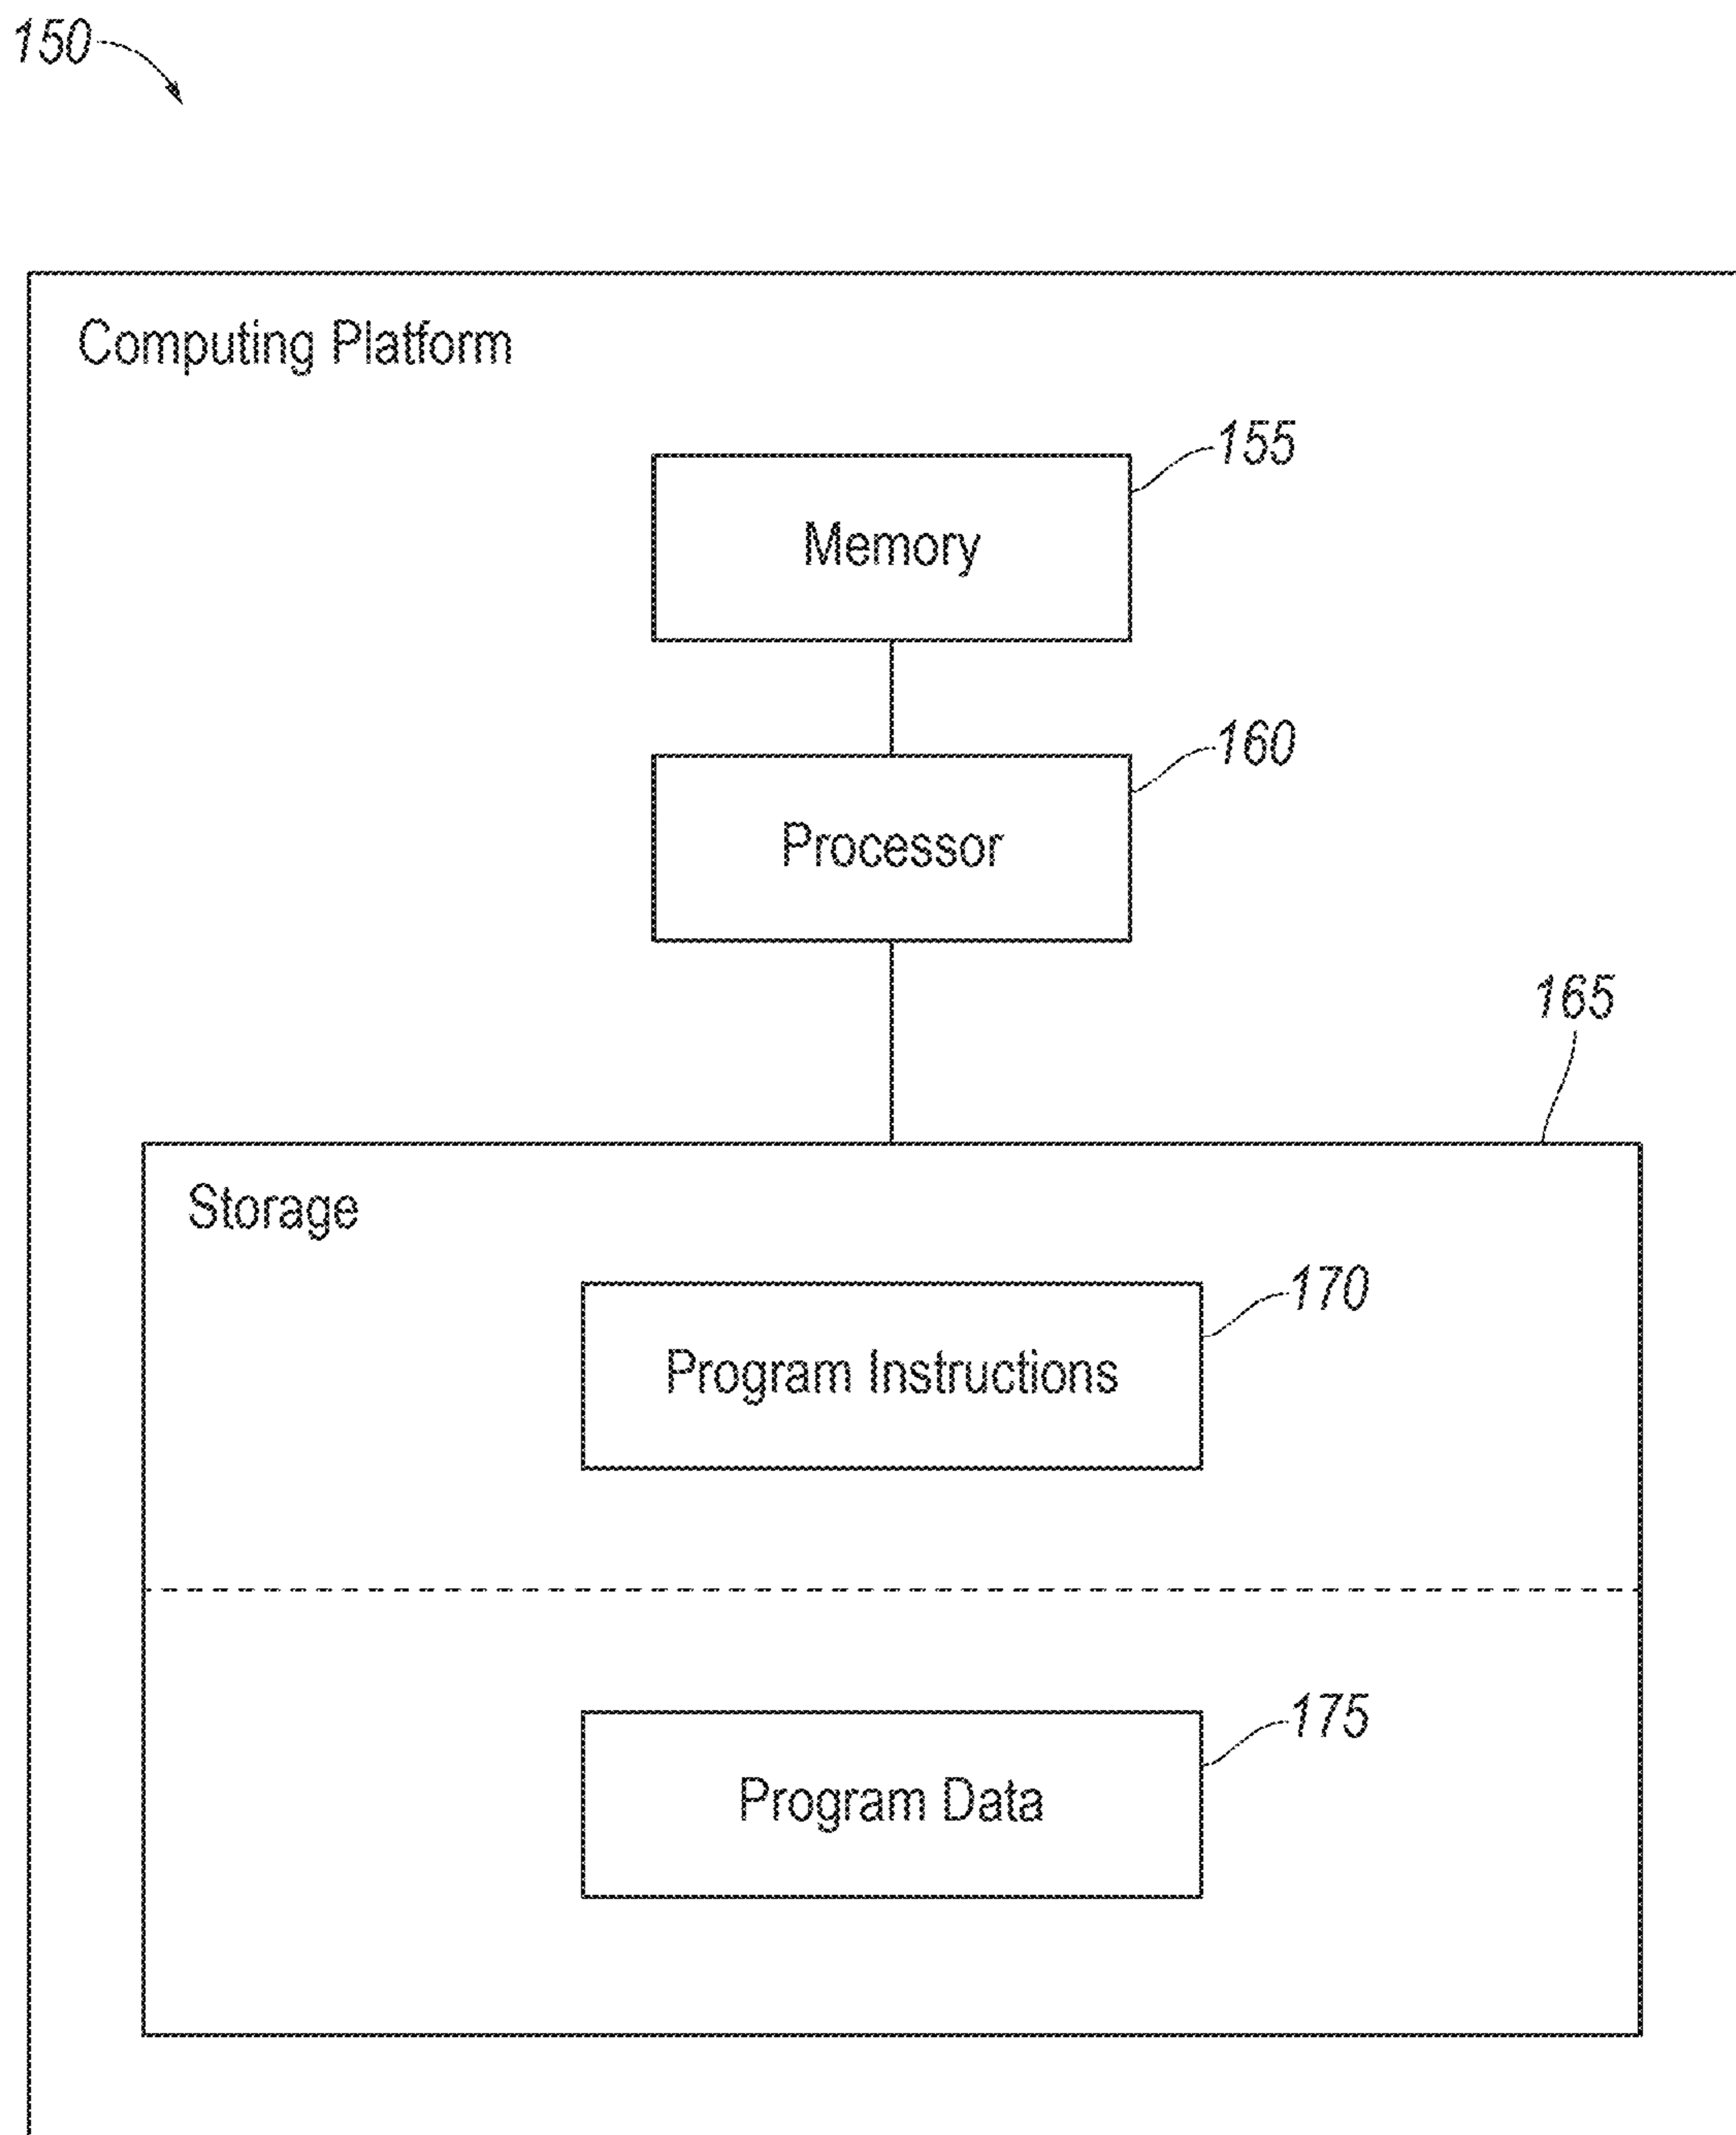 150
Computing Platform
155
Memory
160
Processor
165
Storage
170
Program Instructions
175
Program Data